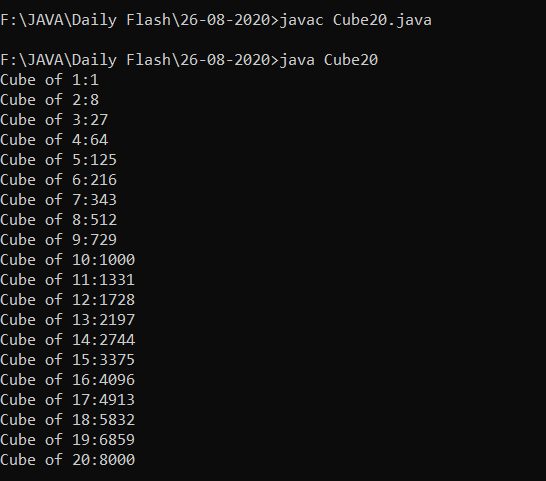 F:\JAVA\Daily Flash\26-08-2020>javac Cube20.java
F:\JAVA\Daily Flash\26-08-2020>java Cube20
Cube of 1:1
Cube of 2:8
Cube of 3:27
Cube of 4:64
Cube of 5:125
Cube of 6:216
Cube of 7:343
Cube of 8:512
Cube of 9:729
Cube of 10:1000
Cube of 11:1331
Cube of 12:1728
Cube of 13:2197
Cube of 14:2744
Cube of 15:3375
Cube of 16:4096
Cube of 17:4913
Cube of 18:5832
Cube of 19:6859
Cube of 20:8000